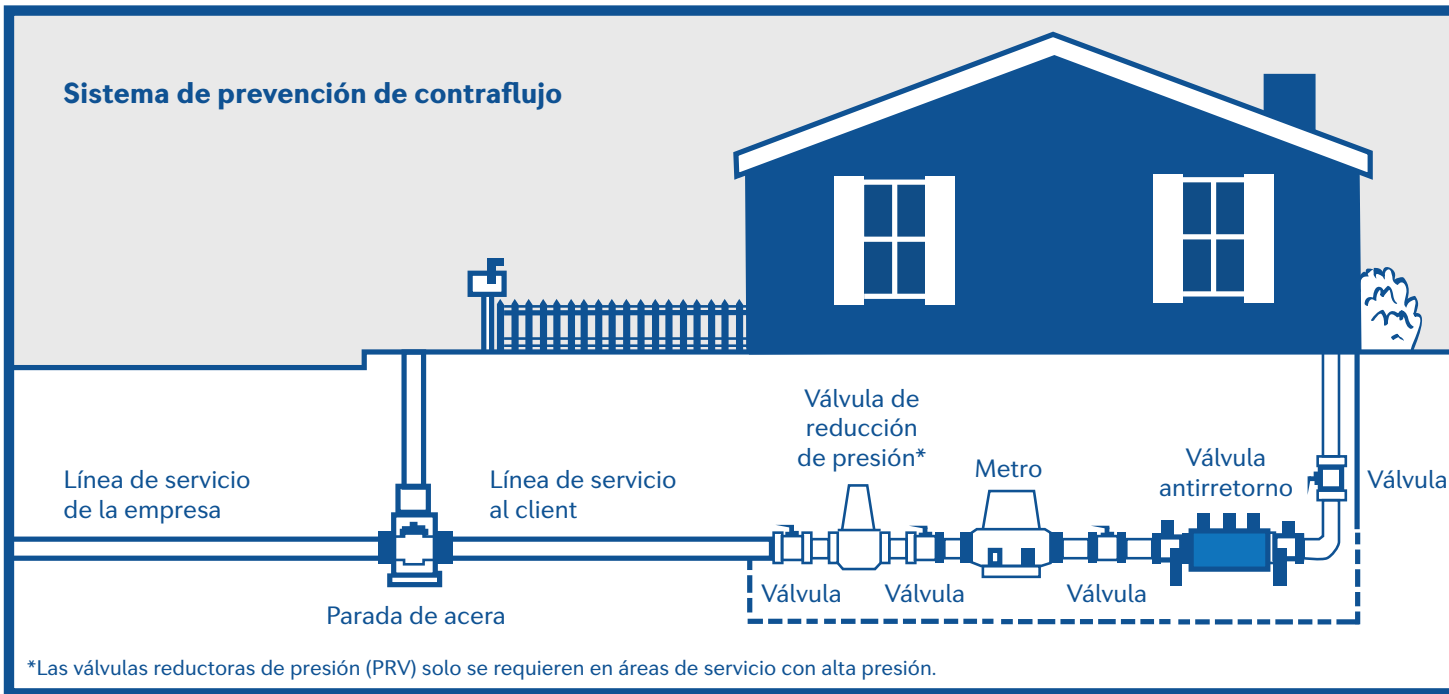 Sistema de prevención de contraflujo
Línea de servicio
de la empresa
Línea de servicio
al client
Válvula de
reducción
de presión*
Metro
Válvula
antirretorno
Válvula
Válvula
Válvula
Válvula
Parada de acera
*Las válvulas reductoras de presión (PRV) solo se requieren en áreas de servicio con alta presión.